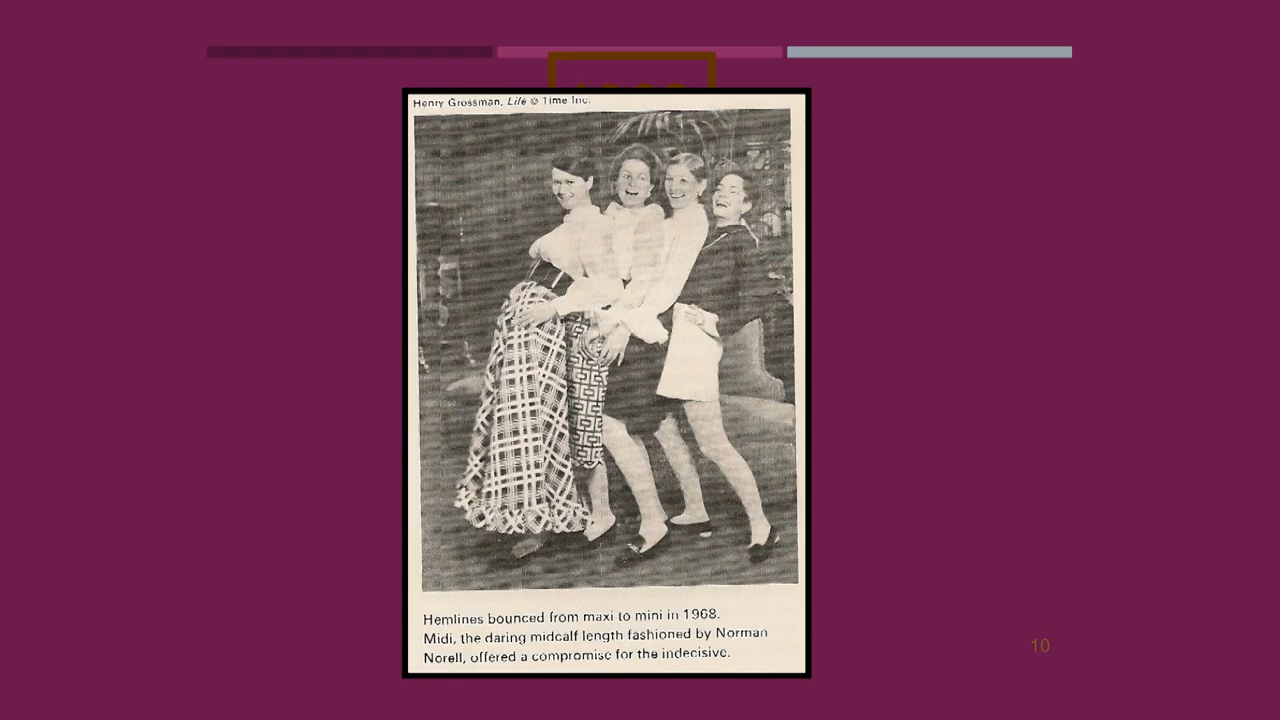 Henry Grossman, Life © Time Inc.
Hemlines bounced from maxi to mini in 1968.
Midi, the daring midcalf length fashioned by Norman
Norell, offered a compromise for the indecisive.
10